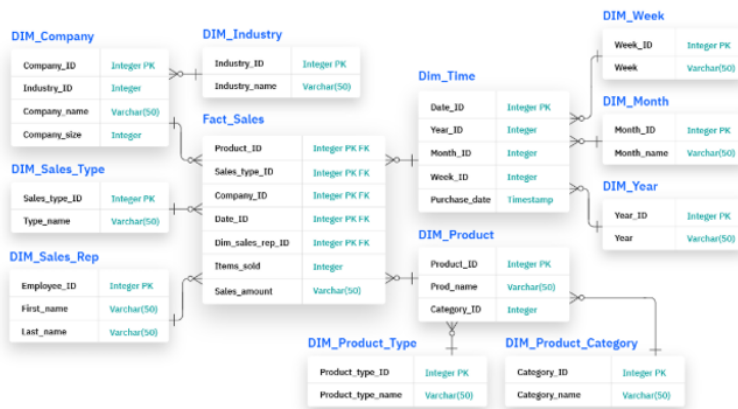 DIM_Company
Company_ID Integer PK
Industry_ID Integer
Company_name Varchar(50)
Company_size Integer
DIM_Industry
Industry_ID Integer PK
Industry_name Varchar(50)
DIM_Sales_Type
Sales_type_ID Integer PK
Type_name Varchar(50)
DIM_Sales_Rep
Employee_ID Integer PK
First_name Varchar(50)
Last_name Varchar(50)
Fact_Sales
Product_ID Integer PK FK
Sales_type_ID Integer PK FK
Company_ID Integer PK FK
Date_ID Integer PK FK
Dim_sales_rep_ID Integer PK FK
Items_sold Integer
Sales_amount Varchar(50)
Dim_Time
Date_ID Integer PK
Year_ID Integer
Month_ID Integer
Week_ID Integer
Purchase_date Timestamp
DIM_Week
Week_ID Integer PK
Week Varchar(50)
DIM_Month
Month_ID Integer PK
Month_name Varchar(50)
DIM_Year
Year_ID Integer PK
Year Varchar(50)
DIM_Product
Product_ID Integer PK
Prod_name Varchar(50)
Category_ID Integer
DIM_Product_Type
Product_type_ID Integer PK
Product_type_name Varchar(50)
DIM_Product_Category
Category_ID Integer PK
Category_name Varchar(50)